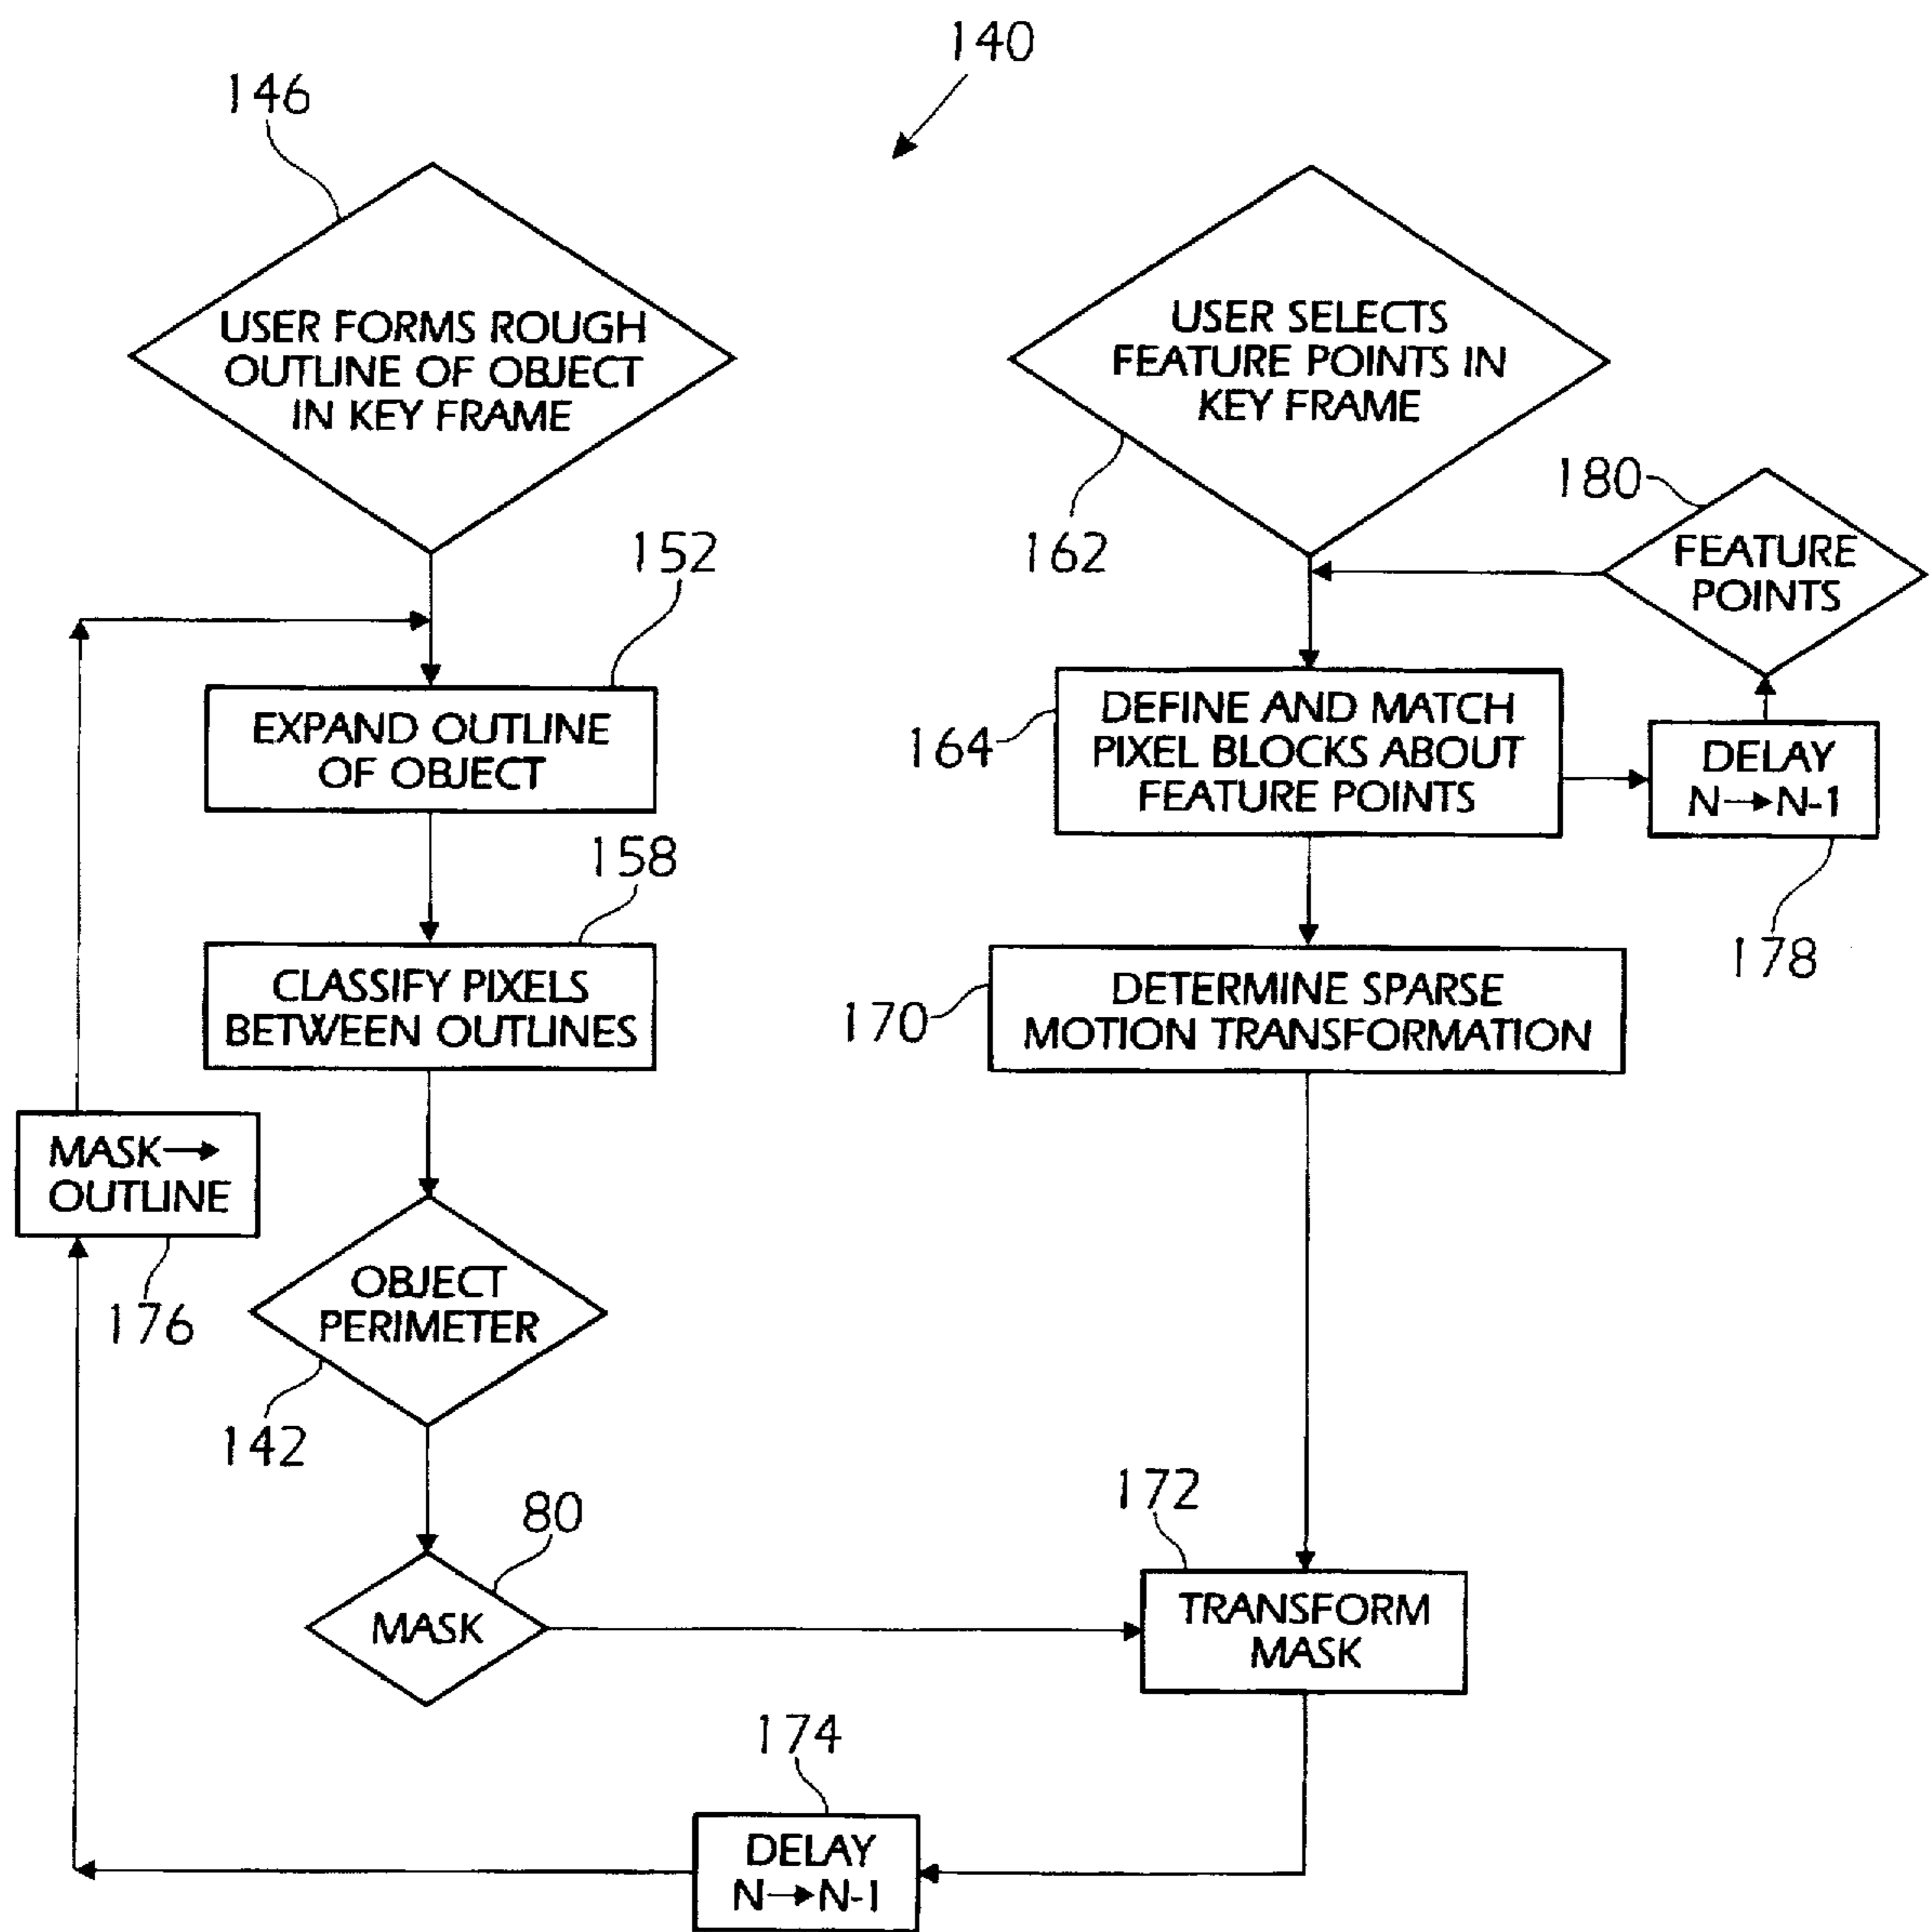 140
146
USER FORMS ROUGH
OUTLINE OF OBJECT
IN KEY FRAME
USER SELECTS
FEATURE POINTS IN
KEY FRAME
162
180
FEATURE
POINTS
152
EXPAND OUTLINE
OF OBJECT
164
DEFINE AND MATCH
PIXEL BLOCKS ABOUT
FEATURE POINTS
DELAY
N→N-1
178
158
CLASSIFY PIXELS
BETWEEN OUTLINES
170
DETERMINE SPARSE
MOTION TRANSFORMATION
MASK→
OUTLINE
176
OBJECT
PERIMETER
142
80
MASK
172
TRANSFORM
MASK
174
DELAY
N→N-1